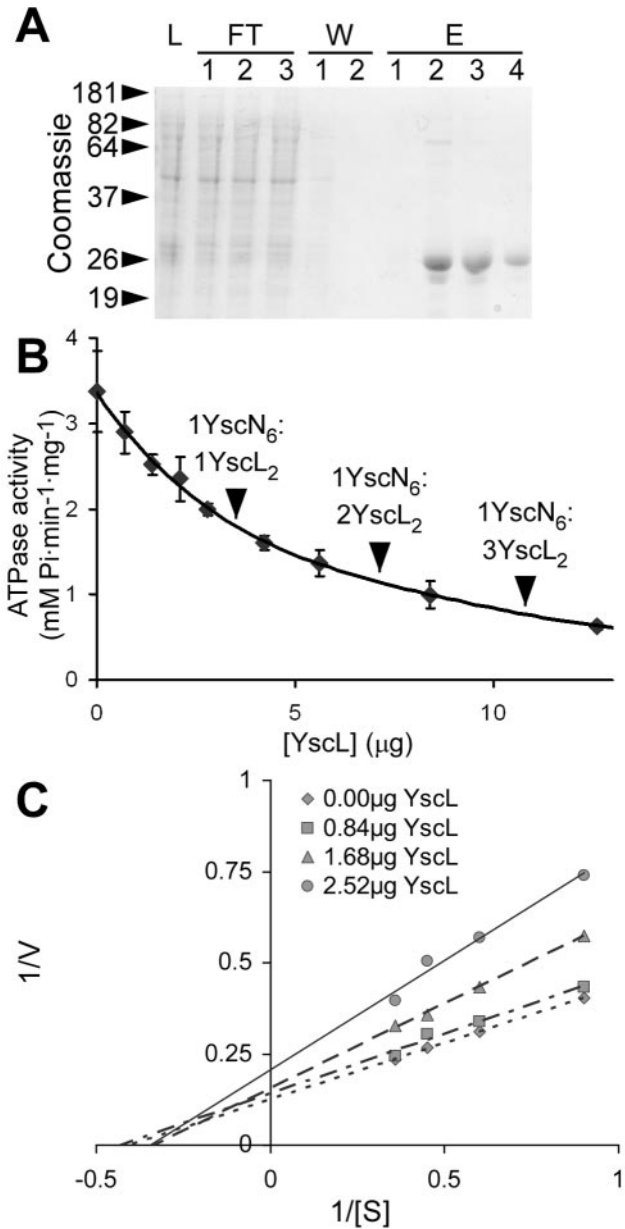 A
L FT W E
1 2 3 1 2 1 2 3 4
181
82
64
37
26
19
Coomassie
B
ATPase activity
(mM Pi·min-1·mg-1)
4
3
2
1
0
1YscN6:
1YscL2
1YscN6:
2YscL2
1YscN6:
3YscL2
0 5 10
[YscL] (µg)
C
1/V
1
0.75
0.5
0.25
0
0.00µg YscL
0.84µg YscL
1.68µg YscL
2.52µg YscL
-0.5 0 0.5 1
1/[S]